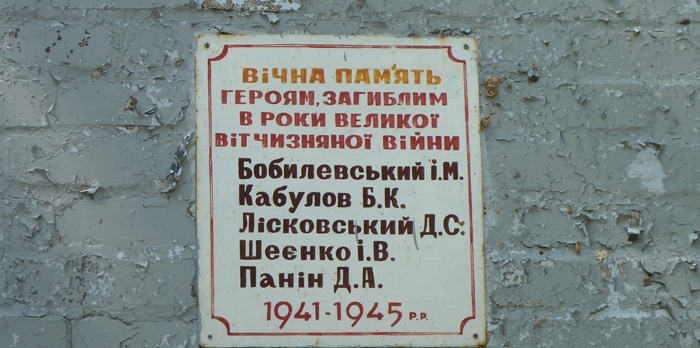 ВІЧНА ПАМ'ЯТЬ
ГЕРОЯМ, ЗАГИБЛИМ
В РОКИ ВЕЛИКОЇ
ВІТЧИЗНЯНОЇ ВІЙНИ
Бобилевський І.М.
Кабулов Б.К.
Лісковський Д.С.
Шеєнко І.В.
Панін Д.А.
1941-1945 р.р.